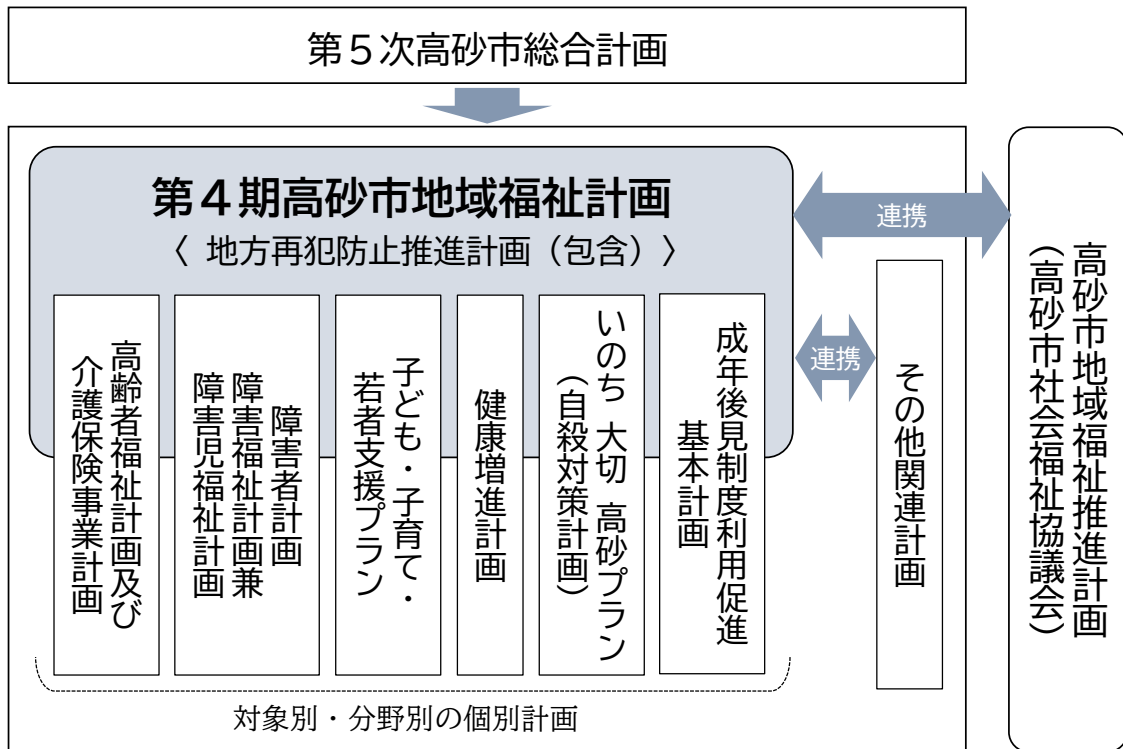 第５次高砂市総合計画
第４期高砂市地域福祉計画
〈 地方再犯防止推進計画（包含）〉
連携
高齢者福祉計画及び
介護保険事業計画
障害者計画
障害福祉計画兼
障害児福祉計画
子ども・子育て・
若者支援プラン
健康増進計画
いのち 大切 高砂プラン
（自殺対策計画）
成年後見制度利用促進
基本計画
連携
その他関連計画
高砂市地域福祉推進計画
（高砂市社会福祉協議会）
対象別・分野別の個別計画